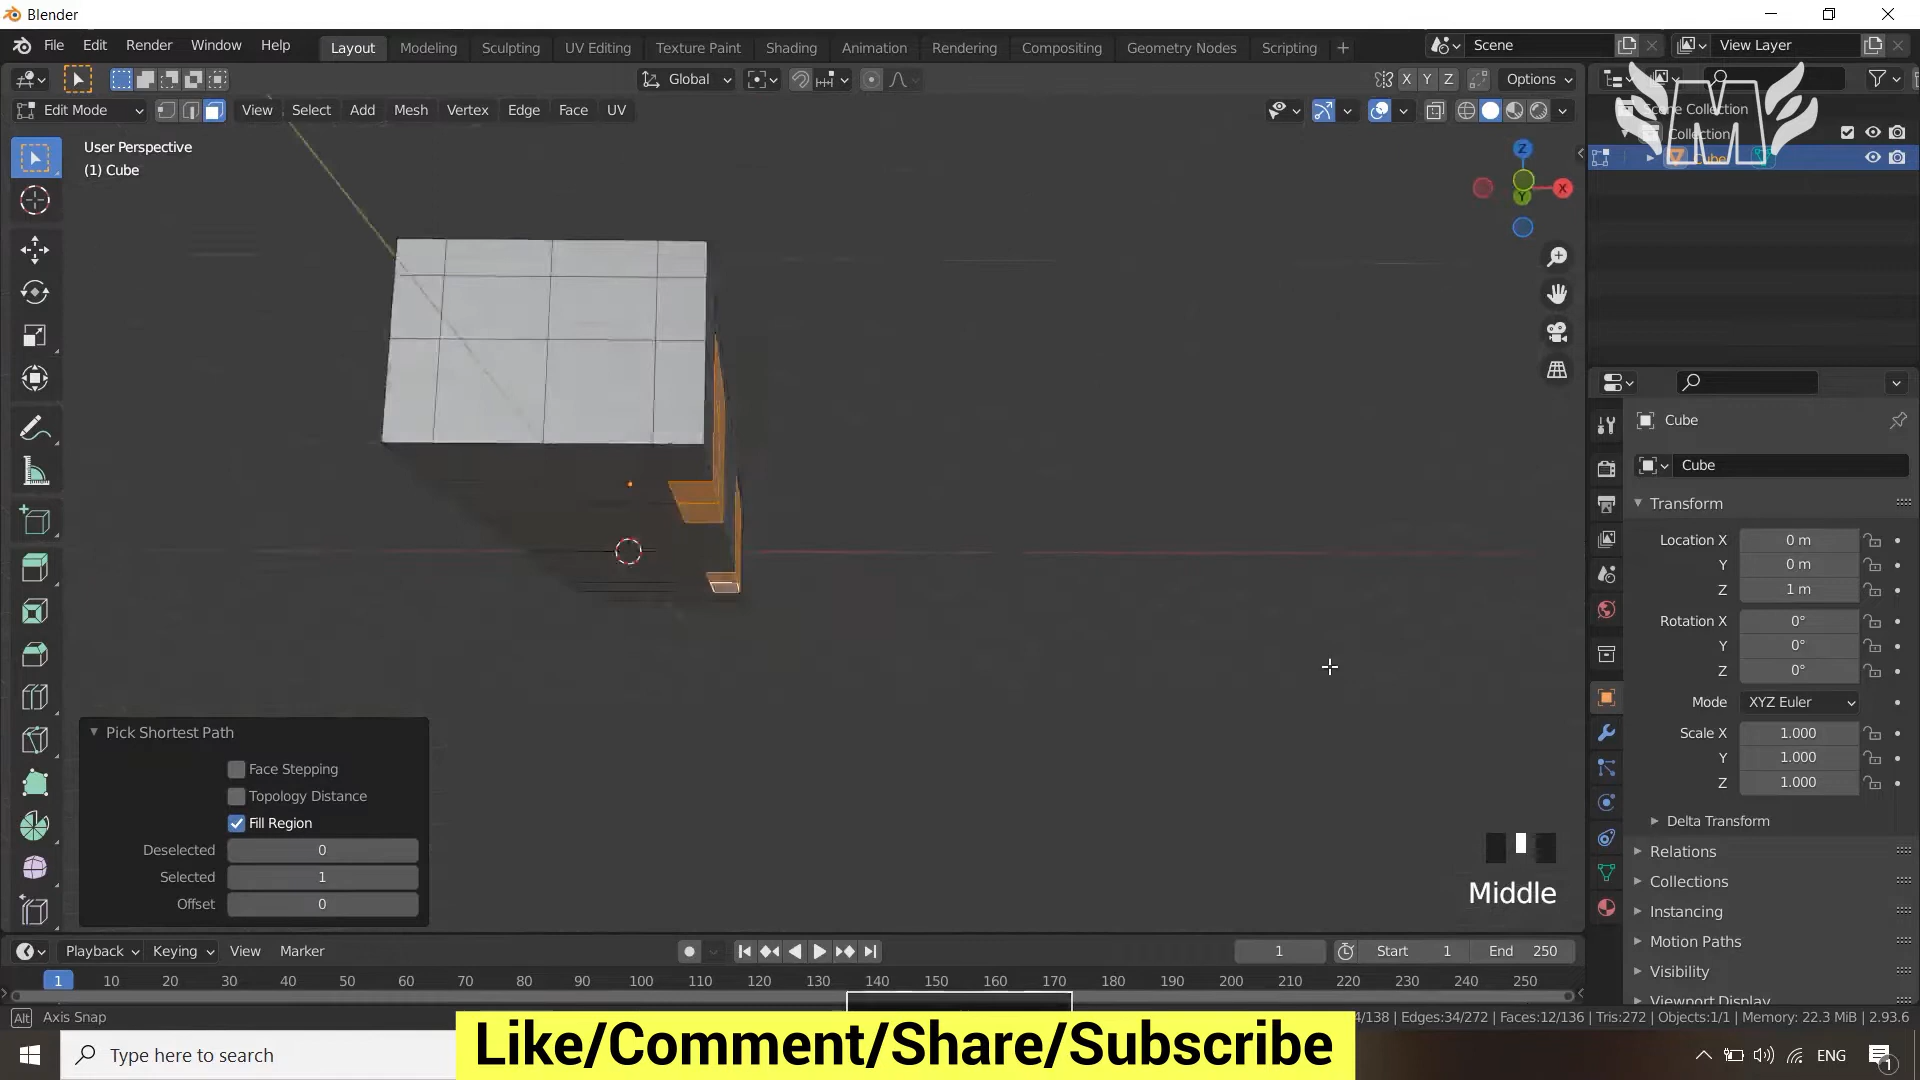 Blender
File Edit Render Window Help
Layout Modeling Sculpting UV Editing Texture Paint Shading Animation Rendering Compositing Geometry Nodes Scripting +
Scene
View Layer
Global
X Y Z
Options
Edit Mode
View Select Add Mesh Vertex Edge Face UV
User Perspective
(1) Cube
Z
X
Y
Scene Collection
Collection
Cube
M
Cube
Cube
Transform
Location X 0 m
Y 0 m
Z 1 m
Rotation X 0°
Y 0°
Z 0°
Mode XYZ Euler
Scale X 1.000
Y 1.000
Z 1.000
Delta Transform
Relations
Collections
Instancing
Motion Paths
Visibility
Viewport Display
Pick Shortest Path
Face Stepping
Topology Distance
Fill Region
Deselected 0
Selected 1
Offset 0
Middle
Playback Keying View Marker
1
Start 1
End 250
1 10 20 30 40 50 60 70 80 90 100 110 120 130 140 150 160 170 180 190 200 210 220 230 240 250
Alt Axis Snap
4/138 | Edges:34/272 | Faces:12/136 | Tris:272 | Objects:1/1 | Memory: 22.3 MiB | 2.93.6
Like/Comment/Share/Subscribe
Type here to search
ENG
1